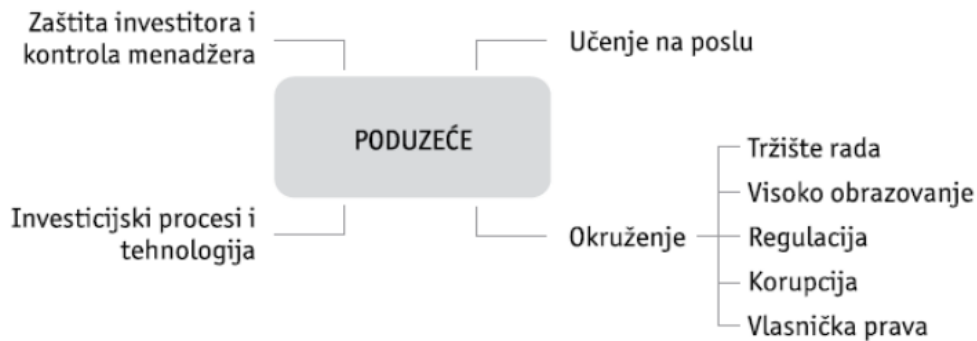 Zaštita investitora i
kontrola menadžera
Učenje na poslu
PODUZEĆE
Investicijski procesi i
tehnologija
Okruženje
Tržište rada
Visoko obrazovanje
Regulacija
Korupcija
Vlasnička prava